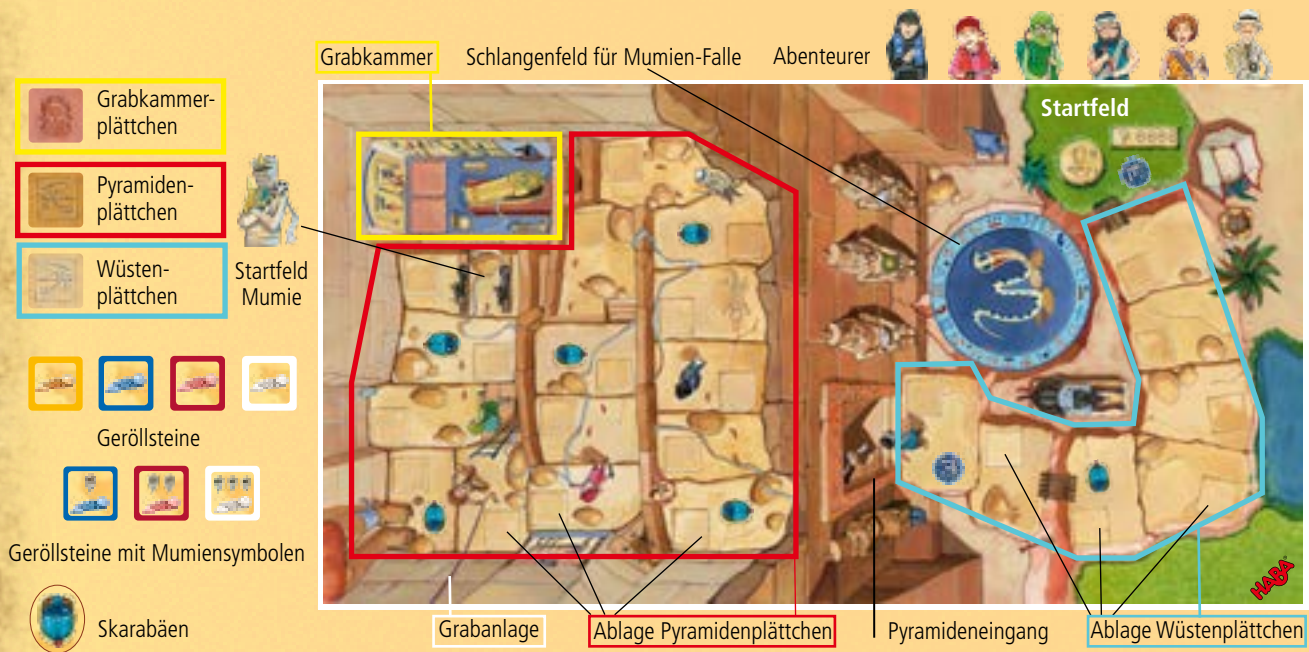 Grabkammer
Schlangenfeld für Mumien-Falle
Abenteurer
Grabkammer-
plättchen
Pyramiden-
plättchen
Wüsten-
plättchen
Startfeld
Mumie
Startfeld
Geröllsteine
Geröllsteine mit Mumiensymbolen
Skarabäen
HABA
Grabanlage
Ablage Pyramidenplättchen
Pyramideneingang
Ablage Wüstenplättchen